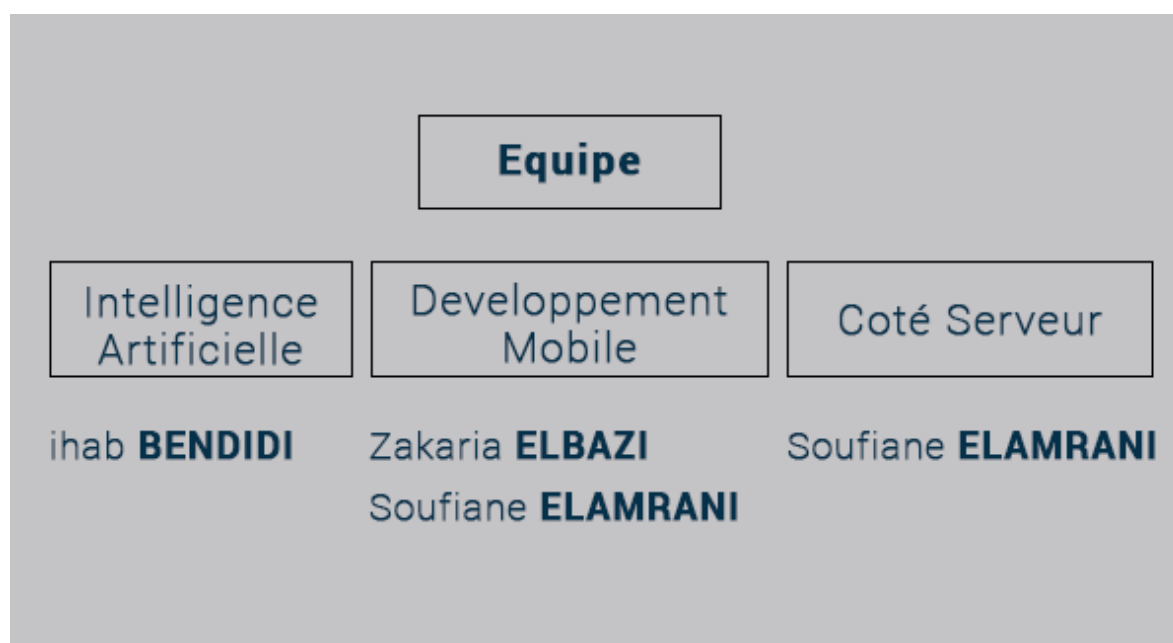 Equipe
Intelligence
Artificielle
Developpement
Mobile
Coté Serveur
ihab BENDIDI
Zakaria ELBAZI
Soufiane ELAMRANI
Soufiane ELAMRANI